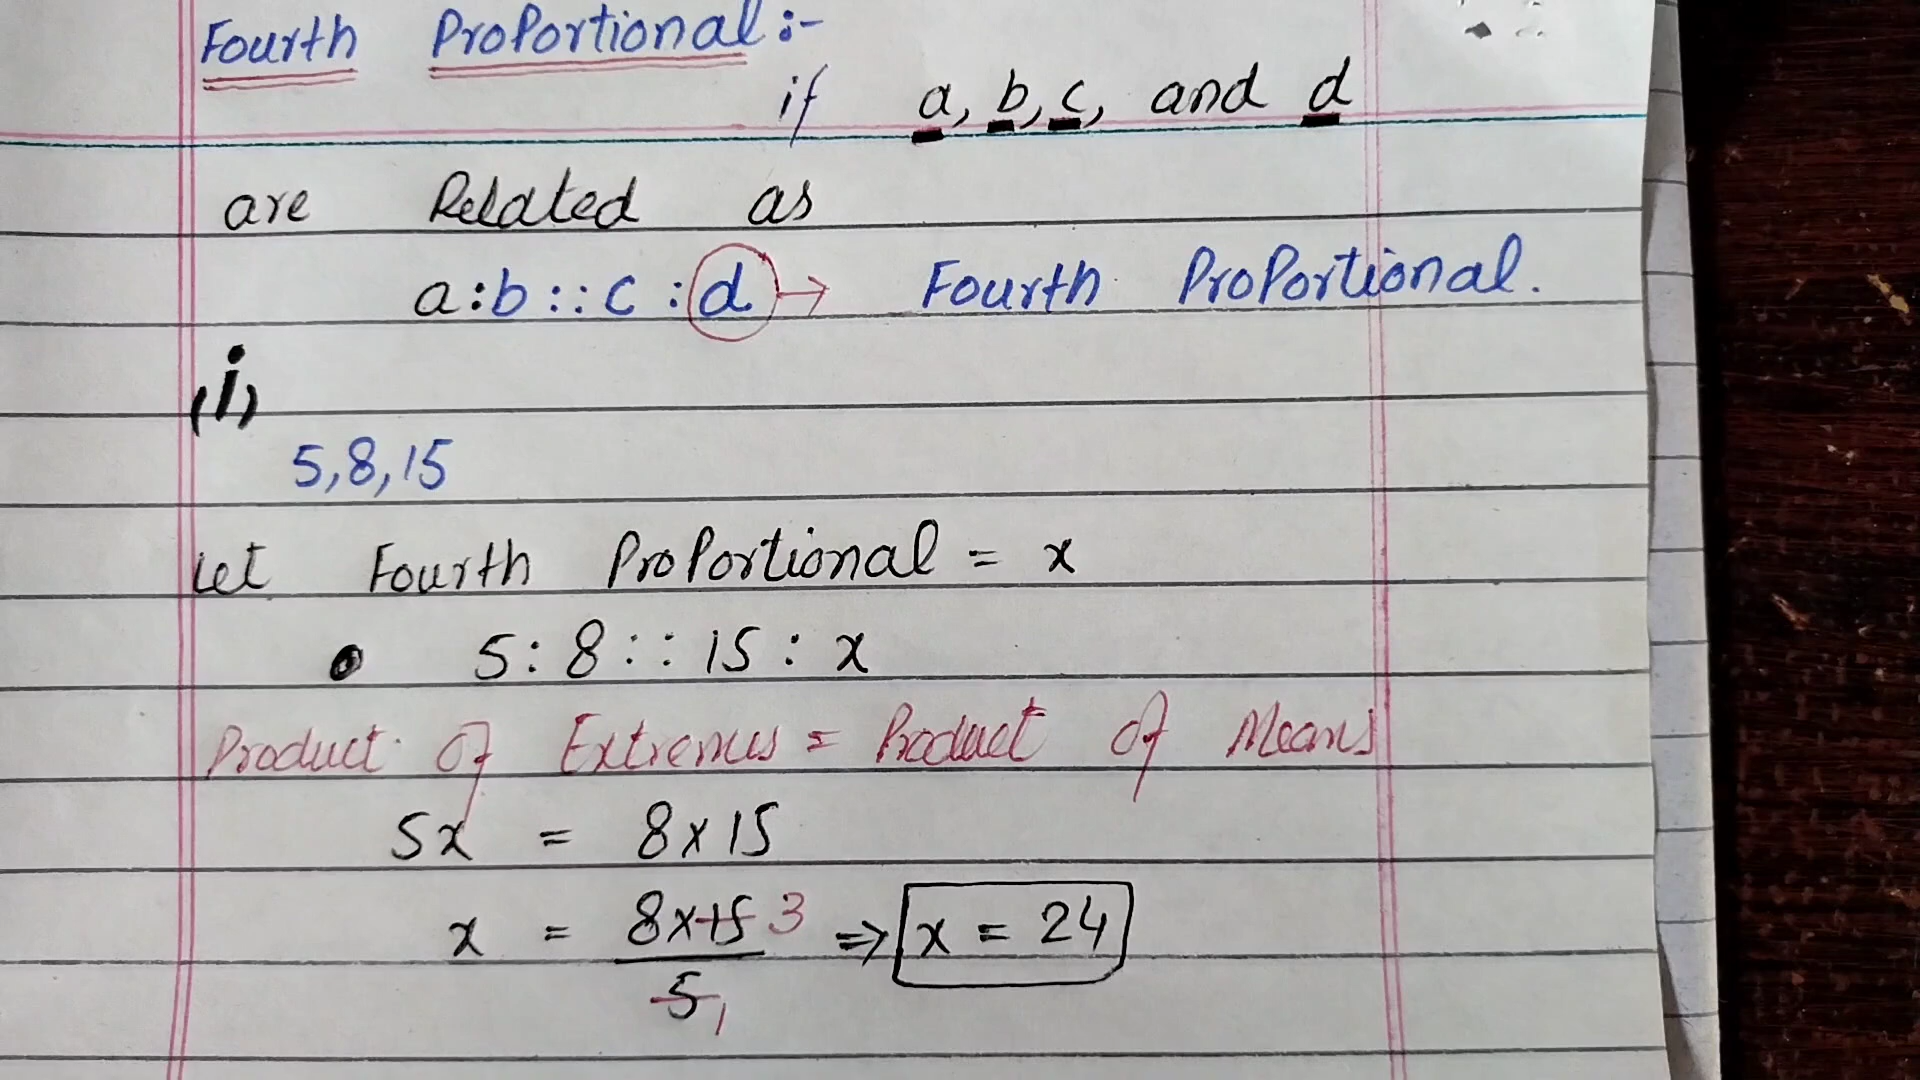 Fourth Proportional :-
if a, b, c, and d
are Related as
a:b::c:d → Fourth Proportional.
(i)
5,8,15
Let Fourth Proportional = x
5:8::15:x
Product of Extremes = Product of Means
5x = 8x15
x = 8x15 3 ⇒ x = 24
5 1